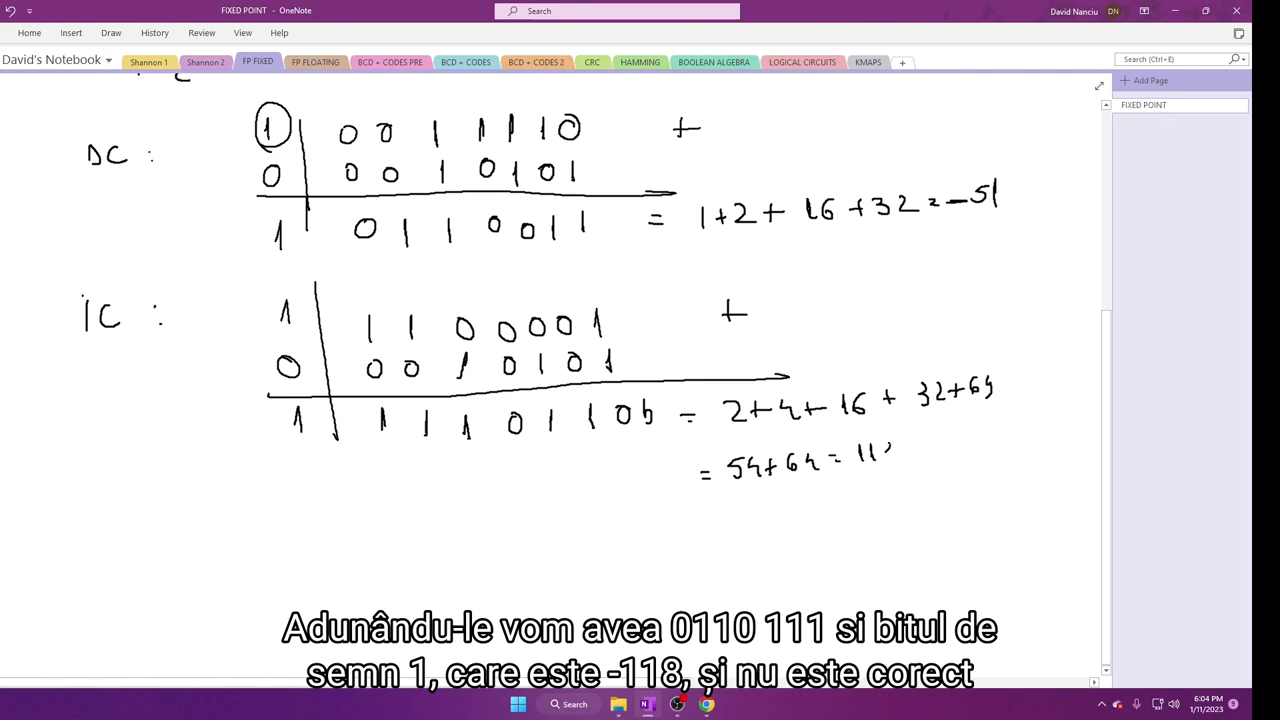 FIXED POINT - OneNote
Search
David Nanciu DN
Home Insert Draw History Review View Help
David's Notebook Shannon 1 Shannon 2 FP FIXED FP FLOATING BCD + CODES PRE BCD + CODES BCD + CODES 2 CRC HAMMING BOOLEAN ALGEBRA LOGICAL CIRCUITS KMAPS
Search (Ctrl+E)
Add Page
FIXED POINT
1 0 0 1 1 1 1 0 +
DC :
0 0 0 1 0 1 0 1
1 0 1 1 0 0 1 1 = 1+2+ 16 +32 = -51
IC : 1 1 1 0 0 0 0 1 +
0 0 0 1 0 1 0 1
1 1 1 1 0 1 1 0 b = 2+4+ 16 + 32+64
= 54+64 = 11
Adunându-le vom avea 0110 111 si bitul de
semn 1, care este -118, și nu este corect
Search
6:04 PM
1/11/2023